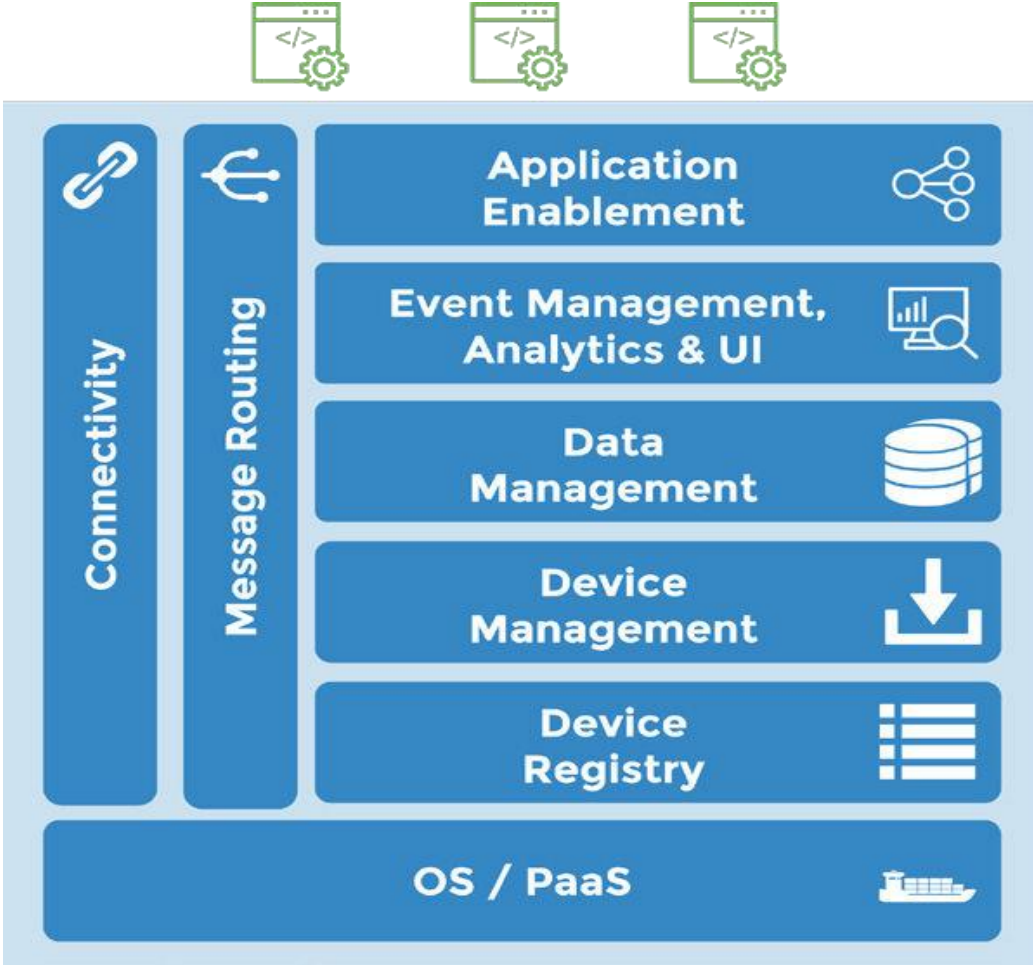 </>
</>
</>
Connectivity
Message Routing
Application
Enablement
Event Management,
Analytics & UI
Data
Management
Device
Management
Device
Registry
OS / PaaS